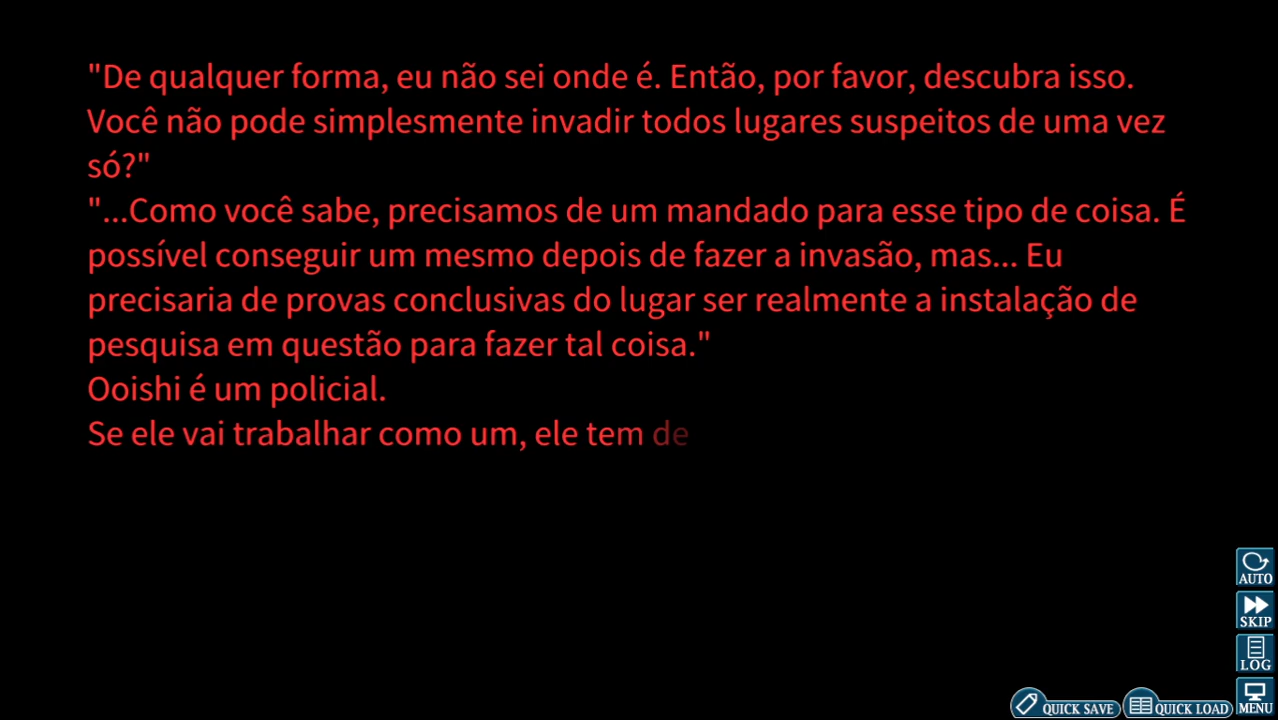 "De qualquer forma, eu não sei onde é. Então, por favor, descubra isso.
Você não pode simplesmente invadir todos lugares suspeitos de uma vez
só?"
"...Como você sabe, precisamos de um mandado para esse tipo de coisa. É
possível conseguir um mesmo depois de fazer a invasão, mas... Eu
precisaria de provas conclusivas do lugar ser realmente a instalação de
pesquisa em questão para fazer tal coisa."
Ooishi é um policial.
Se ele vai trabalhar como um, ele tem de
AUTO
SKIP
LOG
QUICK SAVE
QUICK LOAD
MENU